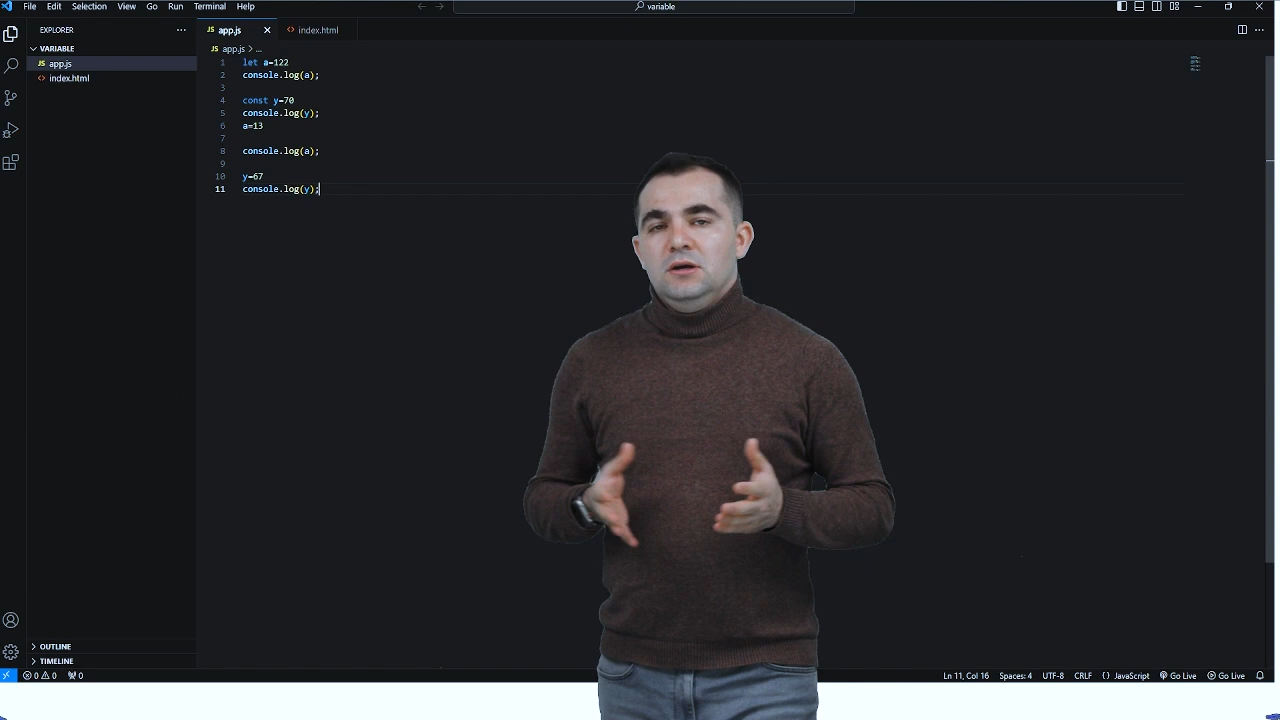 File Edit Selection View Go Run Terminal Help
variable
EXPLORER
VARIABLE
app.js
index.html
OUTLINE
TIMELINE
app.js index.html
app.js > ...
1 let a=122
2 console.log(a);
3
4 const y=70
5 console.log(y);
6 a=13
7
8 console.log(a);
9
10 y=67
11 console.log(y);
0 0 0
Ln 11, Col 16 Spaces: 4 UTF-8 CRLF {} JavaScript Go Live Go Live